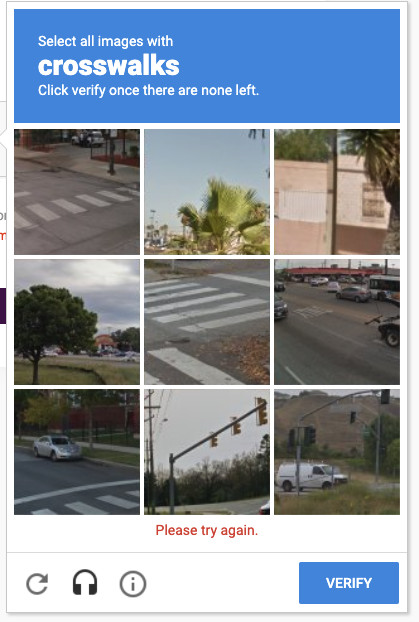 Select all images with
crosswalks
Click verify once there are none left.
Please try again.
VERIFY